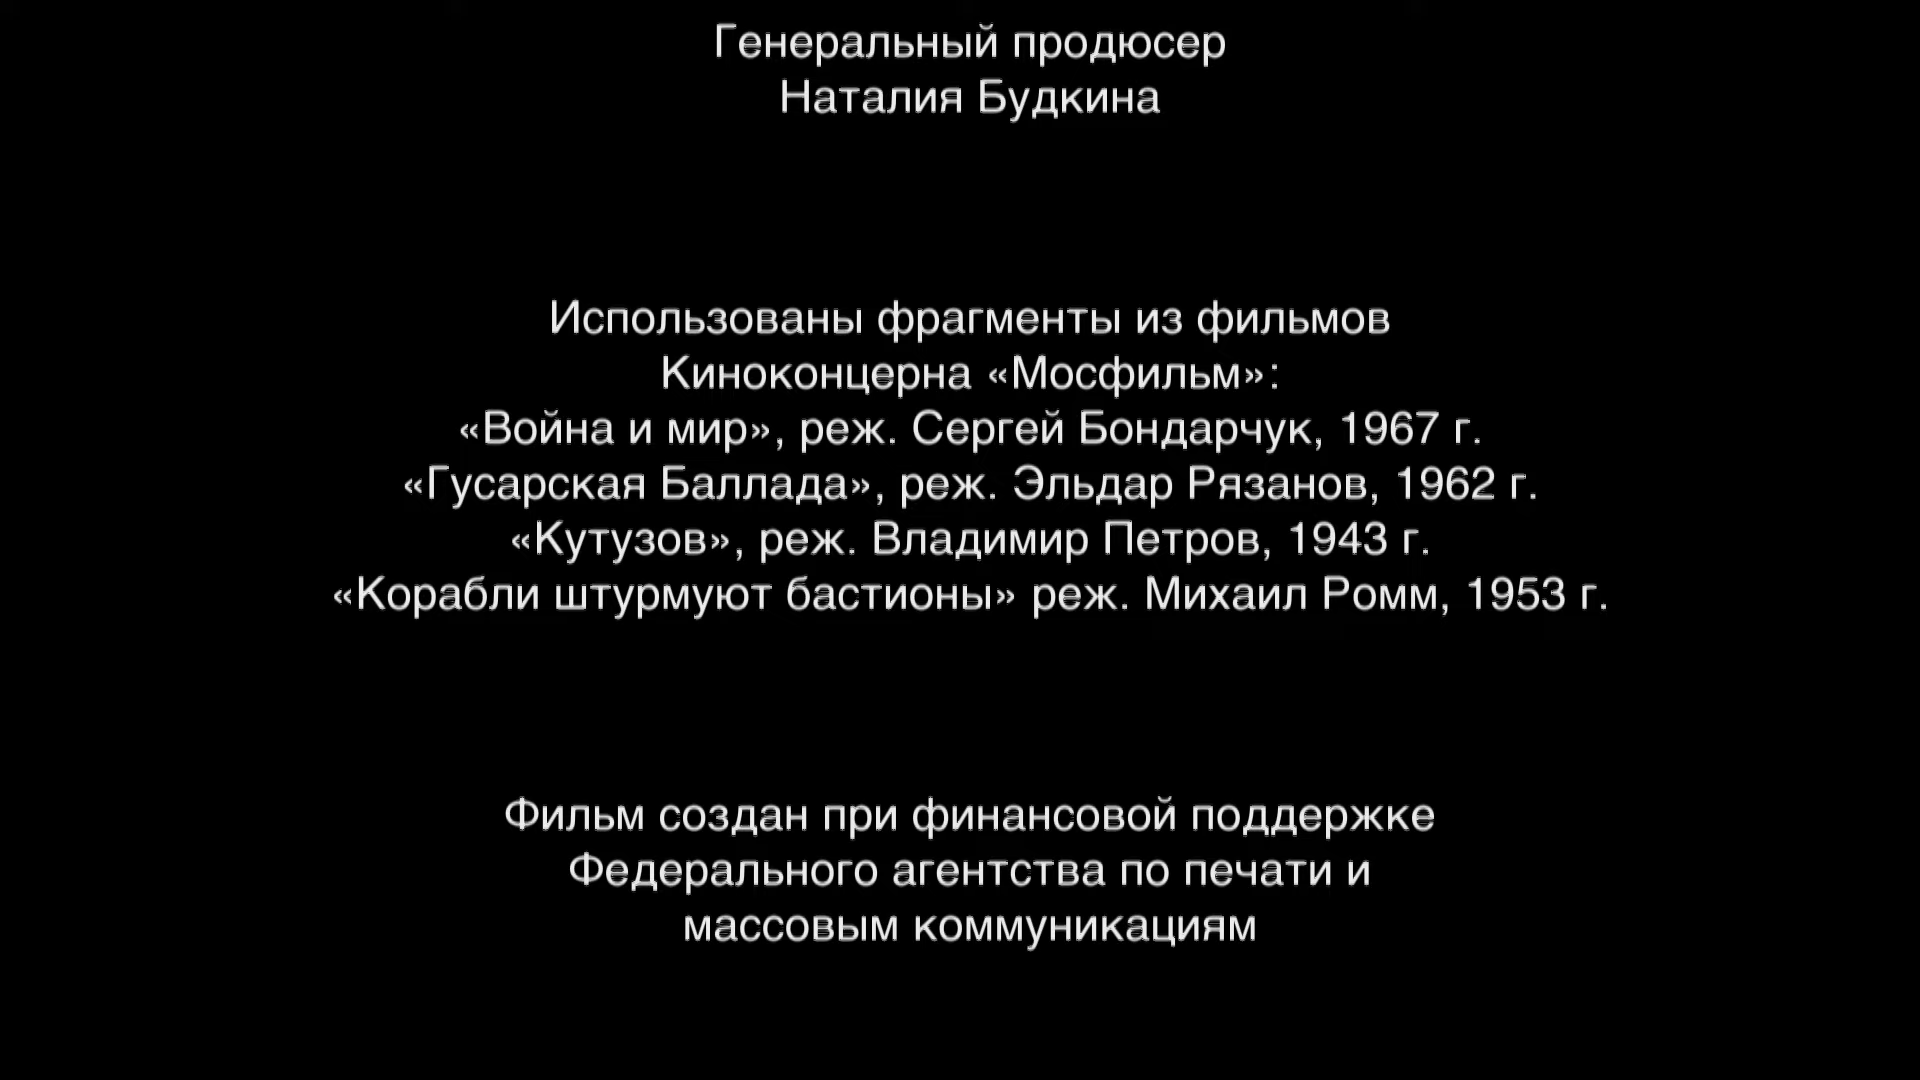 Генеральный продюсер
Наталия Будкина
Использованы фрагменты из фильмов
Киноконцерна «Мосфильм»:
«Война и мир», реж. Сергей Бондарчук, 1967 г.
«Гусарская Баллада», реж. Эльдар Рязанов, 1962 г.
«Кутузов», реж. Владимир Петров, 1943 г.
«Корабли штурмуют бастионы» реж. Михаил Ромм, 1953 г.
Фильм создан при финансовой поддержке
Федерального агентства по печати и
массовым коммуникациям